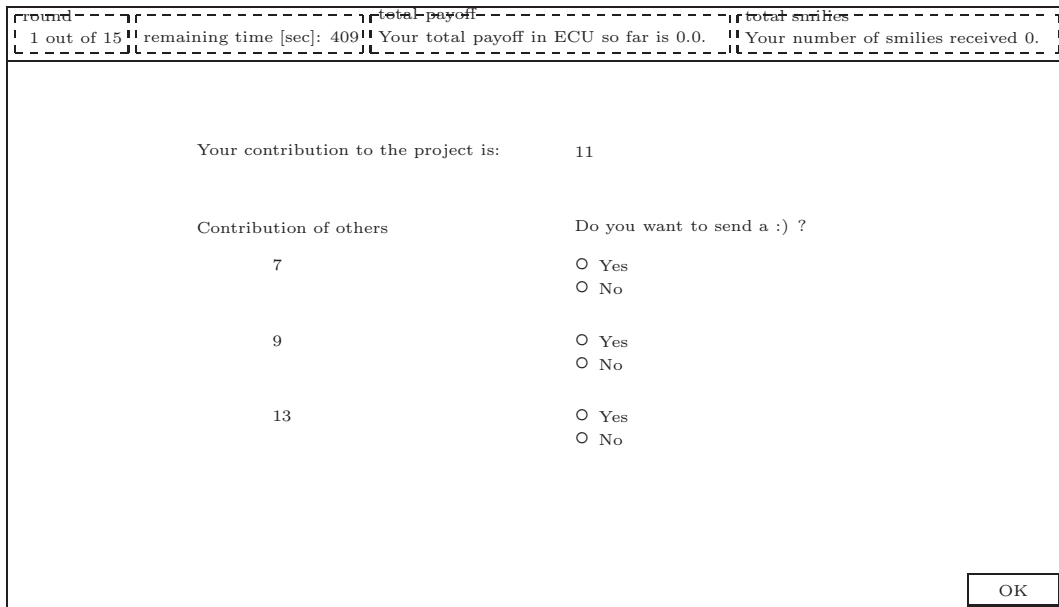 round
1 out of 15
remaining time [sec]: 409
total payoff
Your total payoff in ECU so far is 0.0.
total smilies
Your number of smilies received 0.
Your contribution to the project is: 11
Contribution of others Do you want to send a :) ?
7 Yes
No
9 Yes
No
13 Yes
No
OK